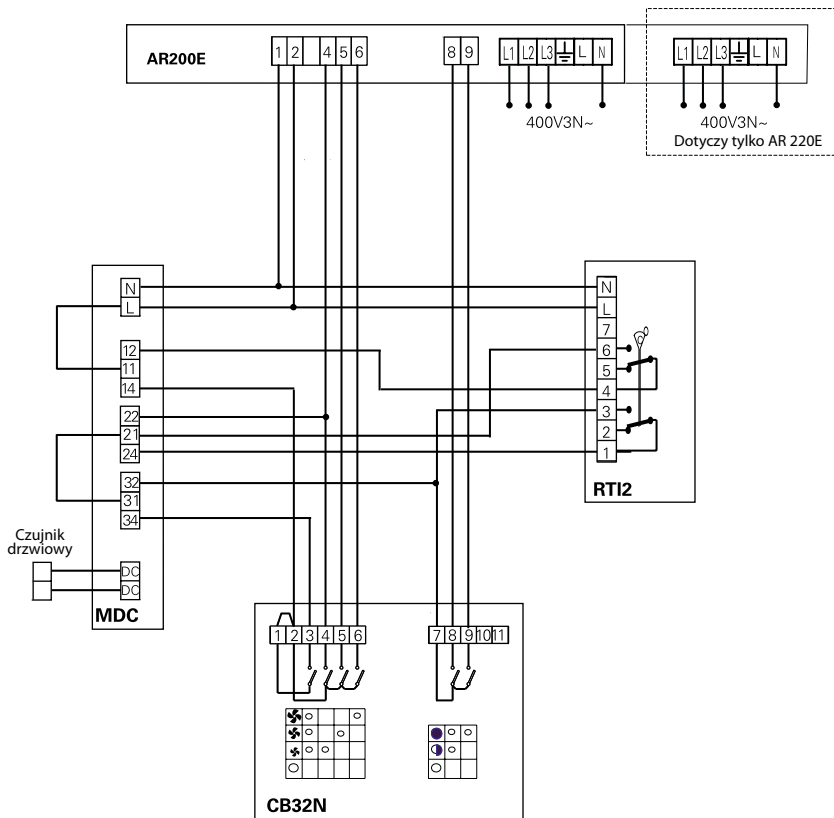 AR200E
1 2 4 5 6
8 9
L1 L2 L3 L N
L1 L2 L3 L N
400V3N~
400V3N~
Dotyczy tylko AR 220E
N
L
12
11
14
22
21
24
32
31
34
DC
DC
MDC
Czujnik
drzwiowy
N
L
7
6
5
4
3
2
1
RTI2
1 2 3 4 5 6
7 8 9 10 11
CB32N